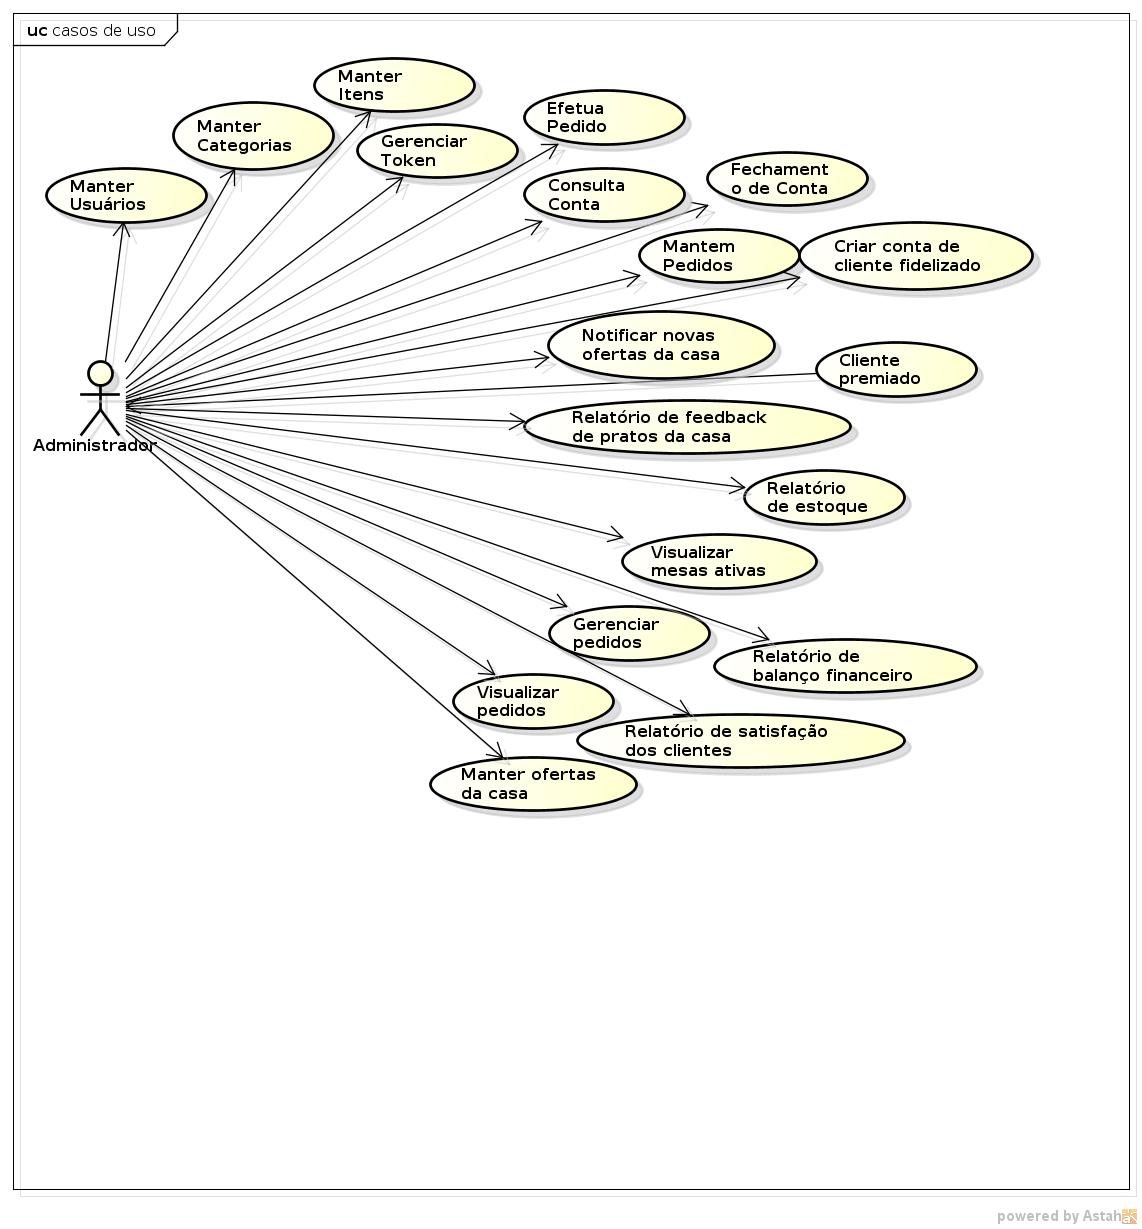 uc casos de uso
Manter
Itens
Manter
Categorias
Efetua
Pedido
Gerenciar
Token
Fechament
o de Conta
Manter
Usuários
Consulta
Conta
Mantem
Pedidos
Criar conta de
cliente fidelizado
Notificar novas
ofertas da casa
Cliente
premiado
Relatório de feedback
de pratos da casa
Administrador
Relatório
de estoque
Visualizar
mesas ativas
Gerenciar
pedidos
Relatório de
balanço financeiro
Visualizar
pedidos
Relatório de satisfação
dos clientes
Manter ofertas
da casa
powered by Astah